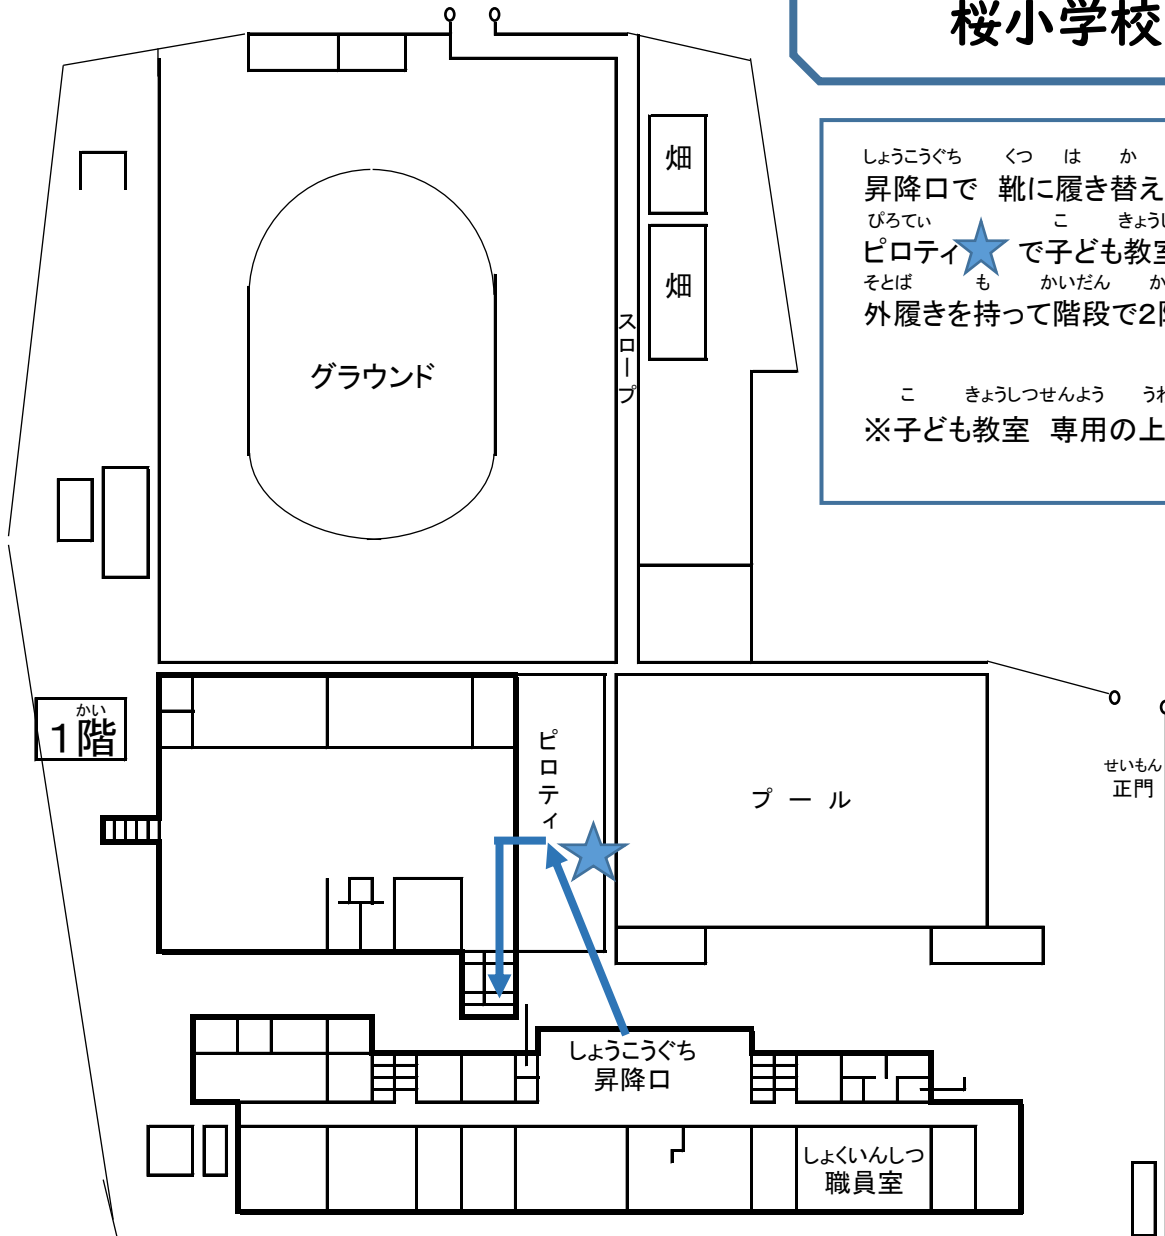 桜小学校
しょうこうぐち くつ は か
昇降口で 靴に履き替え
ぴろてい こ きょうし
ピロティ で子ども教室
そとば も かいだん か
外履きを持って階段で2階
こ きょうしつせんよう うわ
※子ども教室 専用の上
畑
畑
スロープ
グラウンド
かい
1階
ピロティ
プール
せいもん
正門
しょうこうぐち
昇降口
しょくいんしつ
職員室